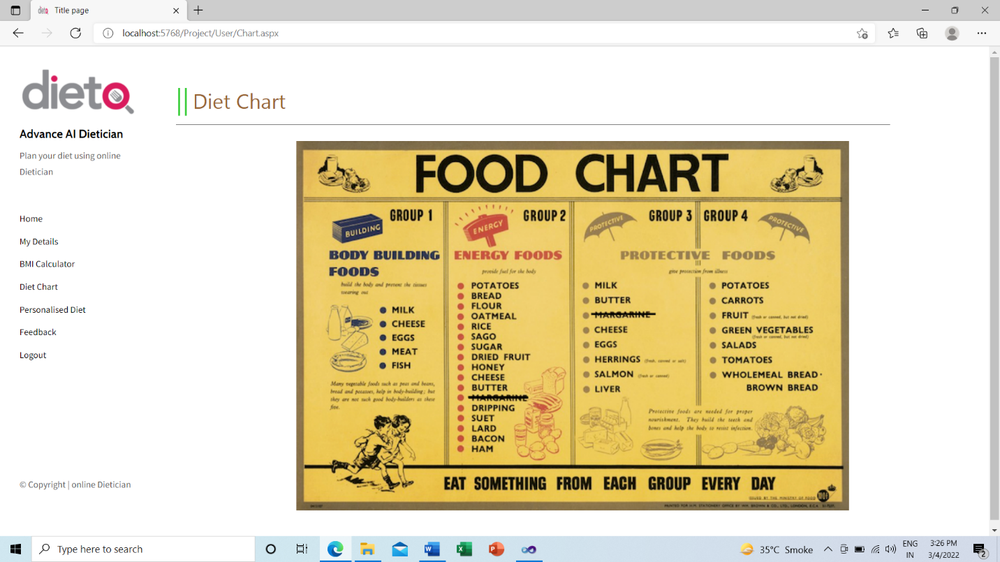 Title page
localhost:5768/Project/User/Chart.aspx
dieto
Advance AI Dietician
Plan your diet using online
Dietician
Home
My Details
BMI Calculator
Diet Chart
Personalised Diet
Feedback
Logout
© Copyright | online Dietician
Diet Chart
FOOD CHART
GROUP 1
BUILDING
BODY BUILDING
FOODS
build the body and prevent the tissues
wearing out
MILK
CHEESE
EGGS
MEAT
FISH
Many vegetable foods such as peas and beans,
bread and potatoes, help in body-building; but
they are not such good body-builders as these
five.
GROUP 2
ENERGY
ENERGY FOODS
provide fuel for the body
POTATOES
BREAD
FLOUR
OATMEAL
RICE
SAGO
SUGAR
DRIED FRUIT
HONEY
CHEESE
BUTTER
MARGARINE
DRIPPING
SUET
LARD
BACON
HAM
GROUP 3
GROUP 4
PROTECTIVE
PROTECTIVE
PROTECTIVE FOODS
give protection from illness
MILK
BUTTER
MARGARINE
CHEESE
EGGS
HERRINGS (fresh, canned or salt)
SALMON (fresh or canned)
LIVER
POTATOES
CARROTS
FRUIT (fresh or canned, but not dried)
GREEN VEGETABLES
(fresh or canned, but not dried)
SALADS
TOMATOES
WHOLEMEAL BREAD·
BROWN BREAD
Protective foods are needed for proper
nourishment. They build the teeth and
bones and help the body to resist infection.
EAT SOMETHING FROM EACH GROUP EVERY DAY
ISSUED BY THE MINISTRY OF FOOD
PRINTED FOR H.M. STATIONERY OFFICE BY WM. BROWN & CO., LTD., LONDON, E.C.4
Type here to search
35°C Smoke
ENG
IN
3:26 PM
3/4/2022
2